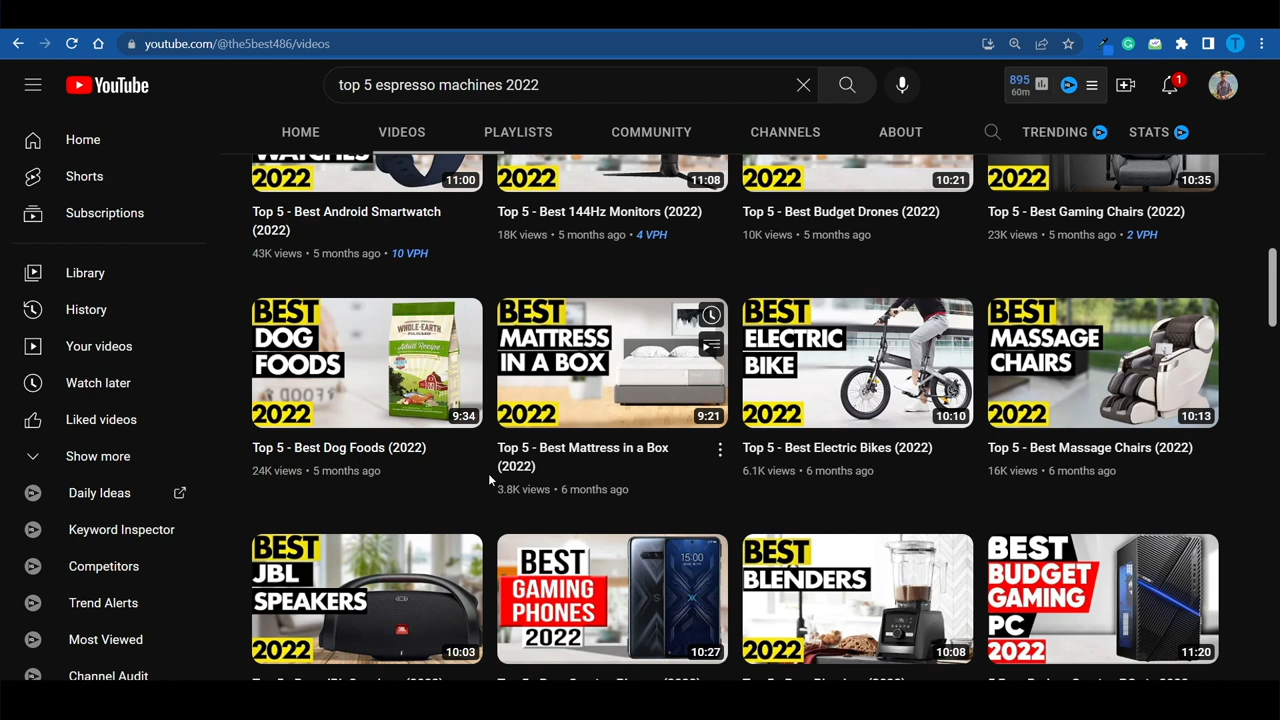 youtube.com/@the5best486/videos
YouTube
top 5 espresso machines 2022
895
60m
1
HOME
VIDEOS
PLAYLISTS
COMMUNITY
CHANNELS
ABOUT
TRENDING
STATS
Home
Shorts
Subscriptions
Library
History
Your videos
Watch later
Liked videos
Show more
Daily Ideas
Keyword Inspector
Competitors
Trend Alerts
Most Viewed
Channel Audit
WATCHES
2022
11:00
Top 5 - Best Android Smartwatch
(2022)
43K views • 5 months ago • 10 VPH
2022
11:08
Top 5 - Best 144Hz Monitors (2022)
18K views • 5 months ago • 4 VPH
2022
10:21
Top 5 - Best Budget Drones (2022)
10K views • 5 months ago
2022
10:35
Top 5 - Best Gaming Chairs (2022)
23K views • 5 months ago • 2 VPH
BEST
DOG
FOODS
2022
WHOLE EARTH
FARMS
Adult Recipe
9:34
Top 5 - Best Dog Foods (2022)
24K views • 5 months ago
BEST
MATTRESS
IN A BOX
2022
9:21
Top 5 - Best Mattress in a Box
(2022)
3.8K views • 6 months ago
BEST
ELECTRIC
BIKE
2022
10:10
Top 5 - Best Electric Bikes (2022)
6.1K views • 6 months ago
BEST
MASSAGE
CHAIRS
2022
10:13
Top 5 - Best Massage Chairs (2022)
16K views • 6 months ago
BEST
JBL
SPEAKERS
2022
JBL
10:03
BEST
GAMING
PHONES
2022
15:00
10:27
BEST
BLENDERS
2022
10:08
BEST
BUDGET
GAMING
PC
2022
11:20